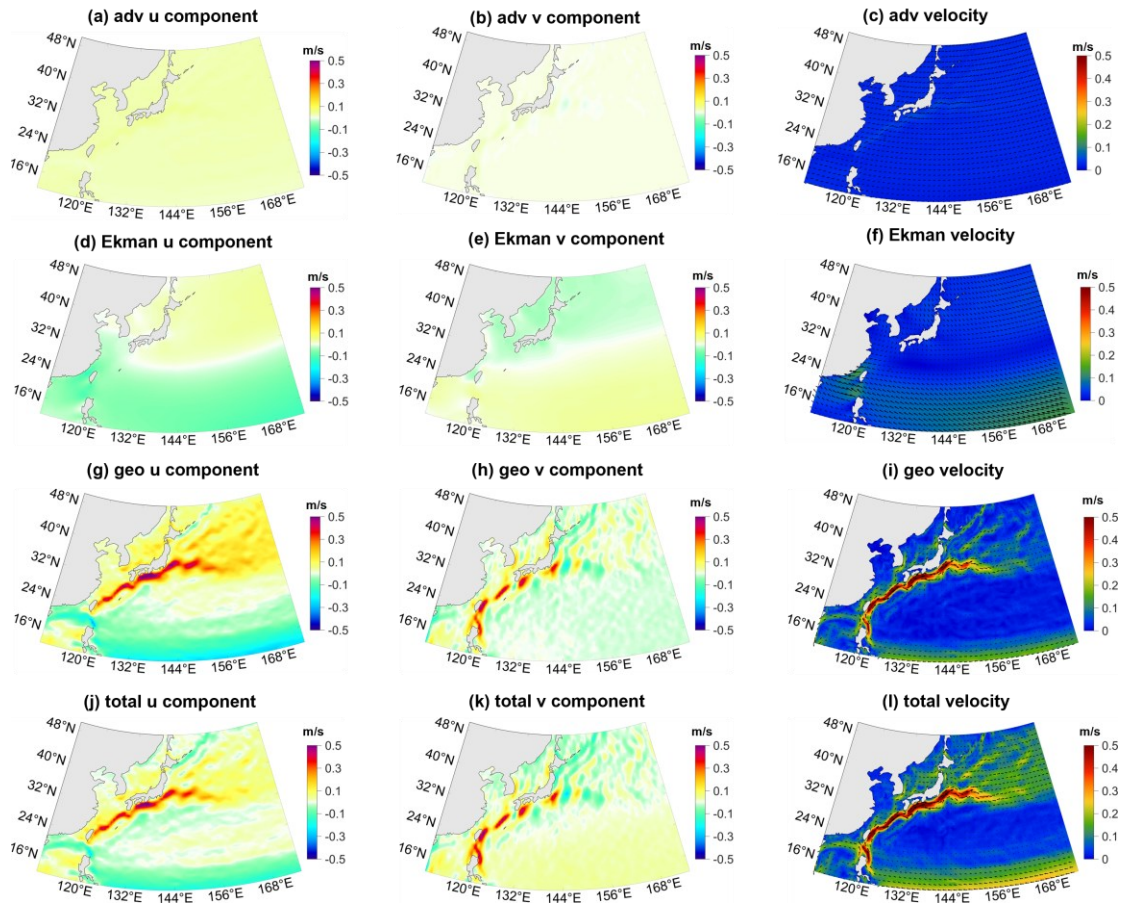 (a) adv u component
(b) adv v component
(c) adv velocity
48°N
40°N
32°N
24°N
16°N
120°E 132°E 144°E 156°E 168°E
m/s
0.5
0.3
0.1
-0.1
-0.3
-0.5
48°N
40°N
32°N
24°N
16°N
120°E 132°E 144°E 156°E 168°E
m/s
0.5
0.3
0.1
-0.1
-0.3
-0.5
48°N
40°N
32°N
24°N
16°N
120°E 132°E 144°E 156°E 168°E
m/s
0.5
0.4
0.3
0.2
0.1
0
(d) Ekman u component
(e) Ekman v component
(f) Ekman velocity
48°N
40°N
32°N
24°N
16°N
120°E 132°E 144°E 156°E 168°E
m/s
0.5
0.3
0.1
-0.1
-0.3
-0.5
48°N
40°N
32°N
24°N
16°N
120°E 132°E 144°E 156°E 168°E
m/s
0.5
0.3
0.1
-0.1
-0.3
-0.5
48°N
40°N
32°N
24°N
16°N
120°E 132°E 144°E 156°E 168°E
m/s
0.5
0.4
0.3
0.2
0.1
0
(g) geo u component
(h) geo v component
(i) geo velocity
48°N
40°N
32°N
24°N
16°N
120°E 132°E 144°E 156°E 168°E
m/s
0.5
0.3
0.1
-0.1
-0.3
-0.5
48°N
40°N
32°N
24°N
16°N
120°E 132°E 144°E 156°E 168°E
m/s
0.5
0.3
0.1
-0.1
-0.3
-0.5
48°N
40°N
32°N
24°N
16°N
120°E 132°E 144°E 156°E 168°E
m/s
0.5
0.4
0.3
0.2
0.1
0
(j) total u component
(k) total v component
(l) total velocity
48°N
40°N
32°N
24°N
16°N
120°E 132°E 144°E 156°E 168°E
m/s
0.5
0.3
0.1
-0.1
-0.3
-0.5
48°N
40°N
32°N
24°N
16°N
120°E 132°E 144°E 156°E 168°E
m/s
0.5
0.3
0.1
-0.1
-0.3
-0.5
48°N
40°N
32°N
24°N
16°N
120°E 132°E 144°E 156°E 168°E
m/s
0.5
0.4
0.3
0.2
0.1
0